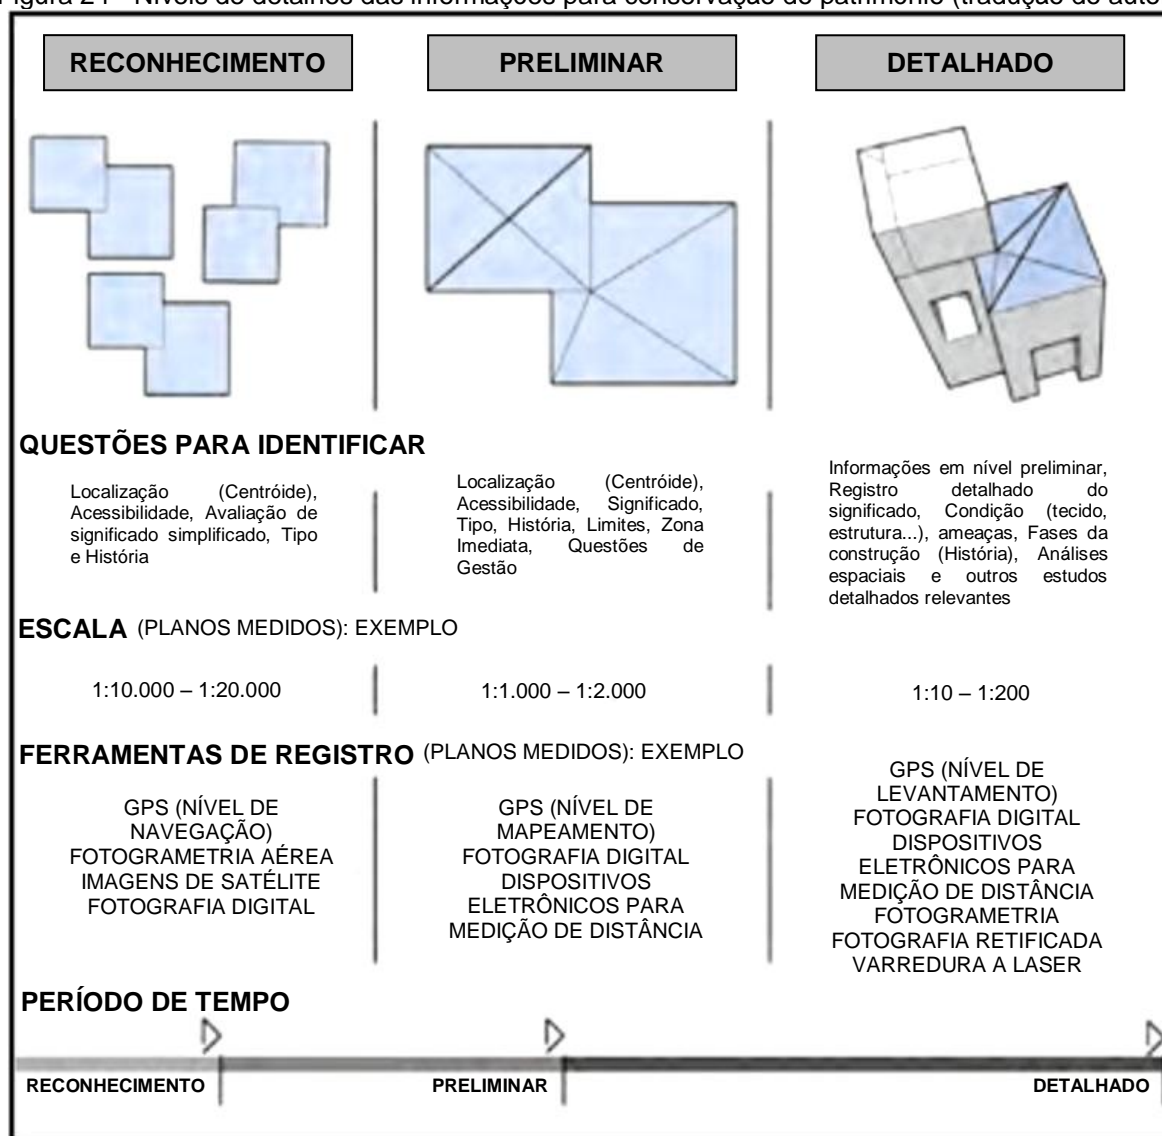 Figura 24 - Níveis de detalhes das informações para conservação do patrimônio (tradução do auto
RECONHECIMENTO
PRELIMINAR
DETALHADO
QUESTÕES PARA IDENTIFICAR
Localização (Centróide),
Acessibilidade, Avaliação de
significado simplificado, Tipo
e História
Localização (Centróide),
Acessibilidade, Significado,
Tipo, História, Limites, Zona
Imediata, Questões de
Gestão
Informações em nível preliminar,
Registro detalhado do
significado, Condição (tecido,
estrutura...), ameaças, Fases da
construção (História), Análises
espaciais e outros estudos
detalhados relevantes
ESCALA (PLANOS MEDIDOS): EXEMPLO
1:10.000 – 1:20.000
1:1.000 – 1:2.000
1:10 – 1:200
FERRAMENTAS DE REGISTRO (PLANOS MEDIDOS): EXEMPLO
GPS (NÍVEL DE
NAVEGAÇÃO)
FOTOGRAMETRIA AÉREA
IMAGENS DE SATÉLITE
FOTOGRAFIA DIGITAL
GPS (NÍVEL DE
MAPEAMENTO)
FOTOGRAFIA DIGITAL
DISPOSITIVOS
ELETRÔNICOS PARA
MEDIÇÃO DE DISTÂNCIA
GPS (NÍVEL DE
LEVANTAMENTO)
FOTOGRAFIA DIGITAL
DISPOSITIVOS
ELETRÔNICOS PARA
MEDIÇÃO DE DISTÂNCIA
FOTOGRAMETRIA
FOTOGRAFIA RETIFICADA
VARREDURA A LASER
PERÍODO DE TEMPO
RECONHECIMENTO
PRELIMINAR
DETALHADO